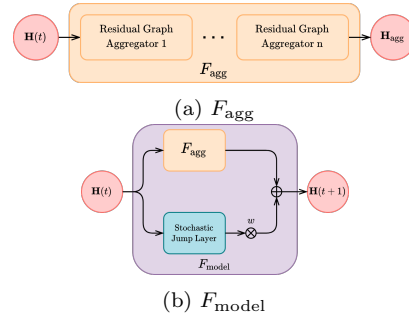 H(t)
Residual Graph
Aggregator 1
. . .
Residual Graph
Aggregator n
H_agg
F_agg
(a) F_agg
F_agg
H(t)
H(t+1)
Stochastic
Jump Layer
w
F_model
(b) F_model